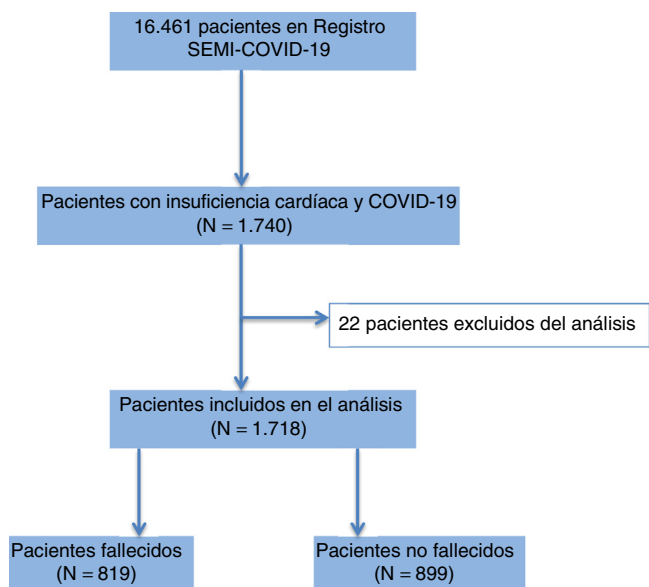 16.461 pacientes en Registro
SEMI-COVID-19
Pacientes con insuficiencia cardíaca y COVID-19
(N = 1.740)
22 pacientes excluidos del análisis
Pacientes incluidos en el análisis
(N = 1.718)
Pacientes fallecidos
(N = 819)
Pacientes no fallecidos
(N = 899)